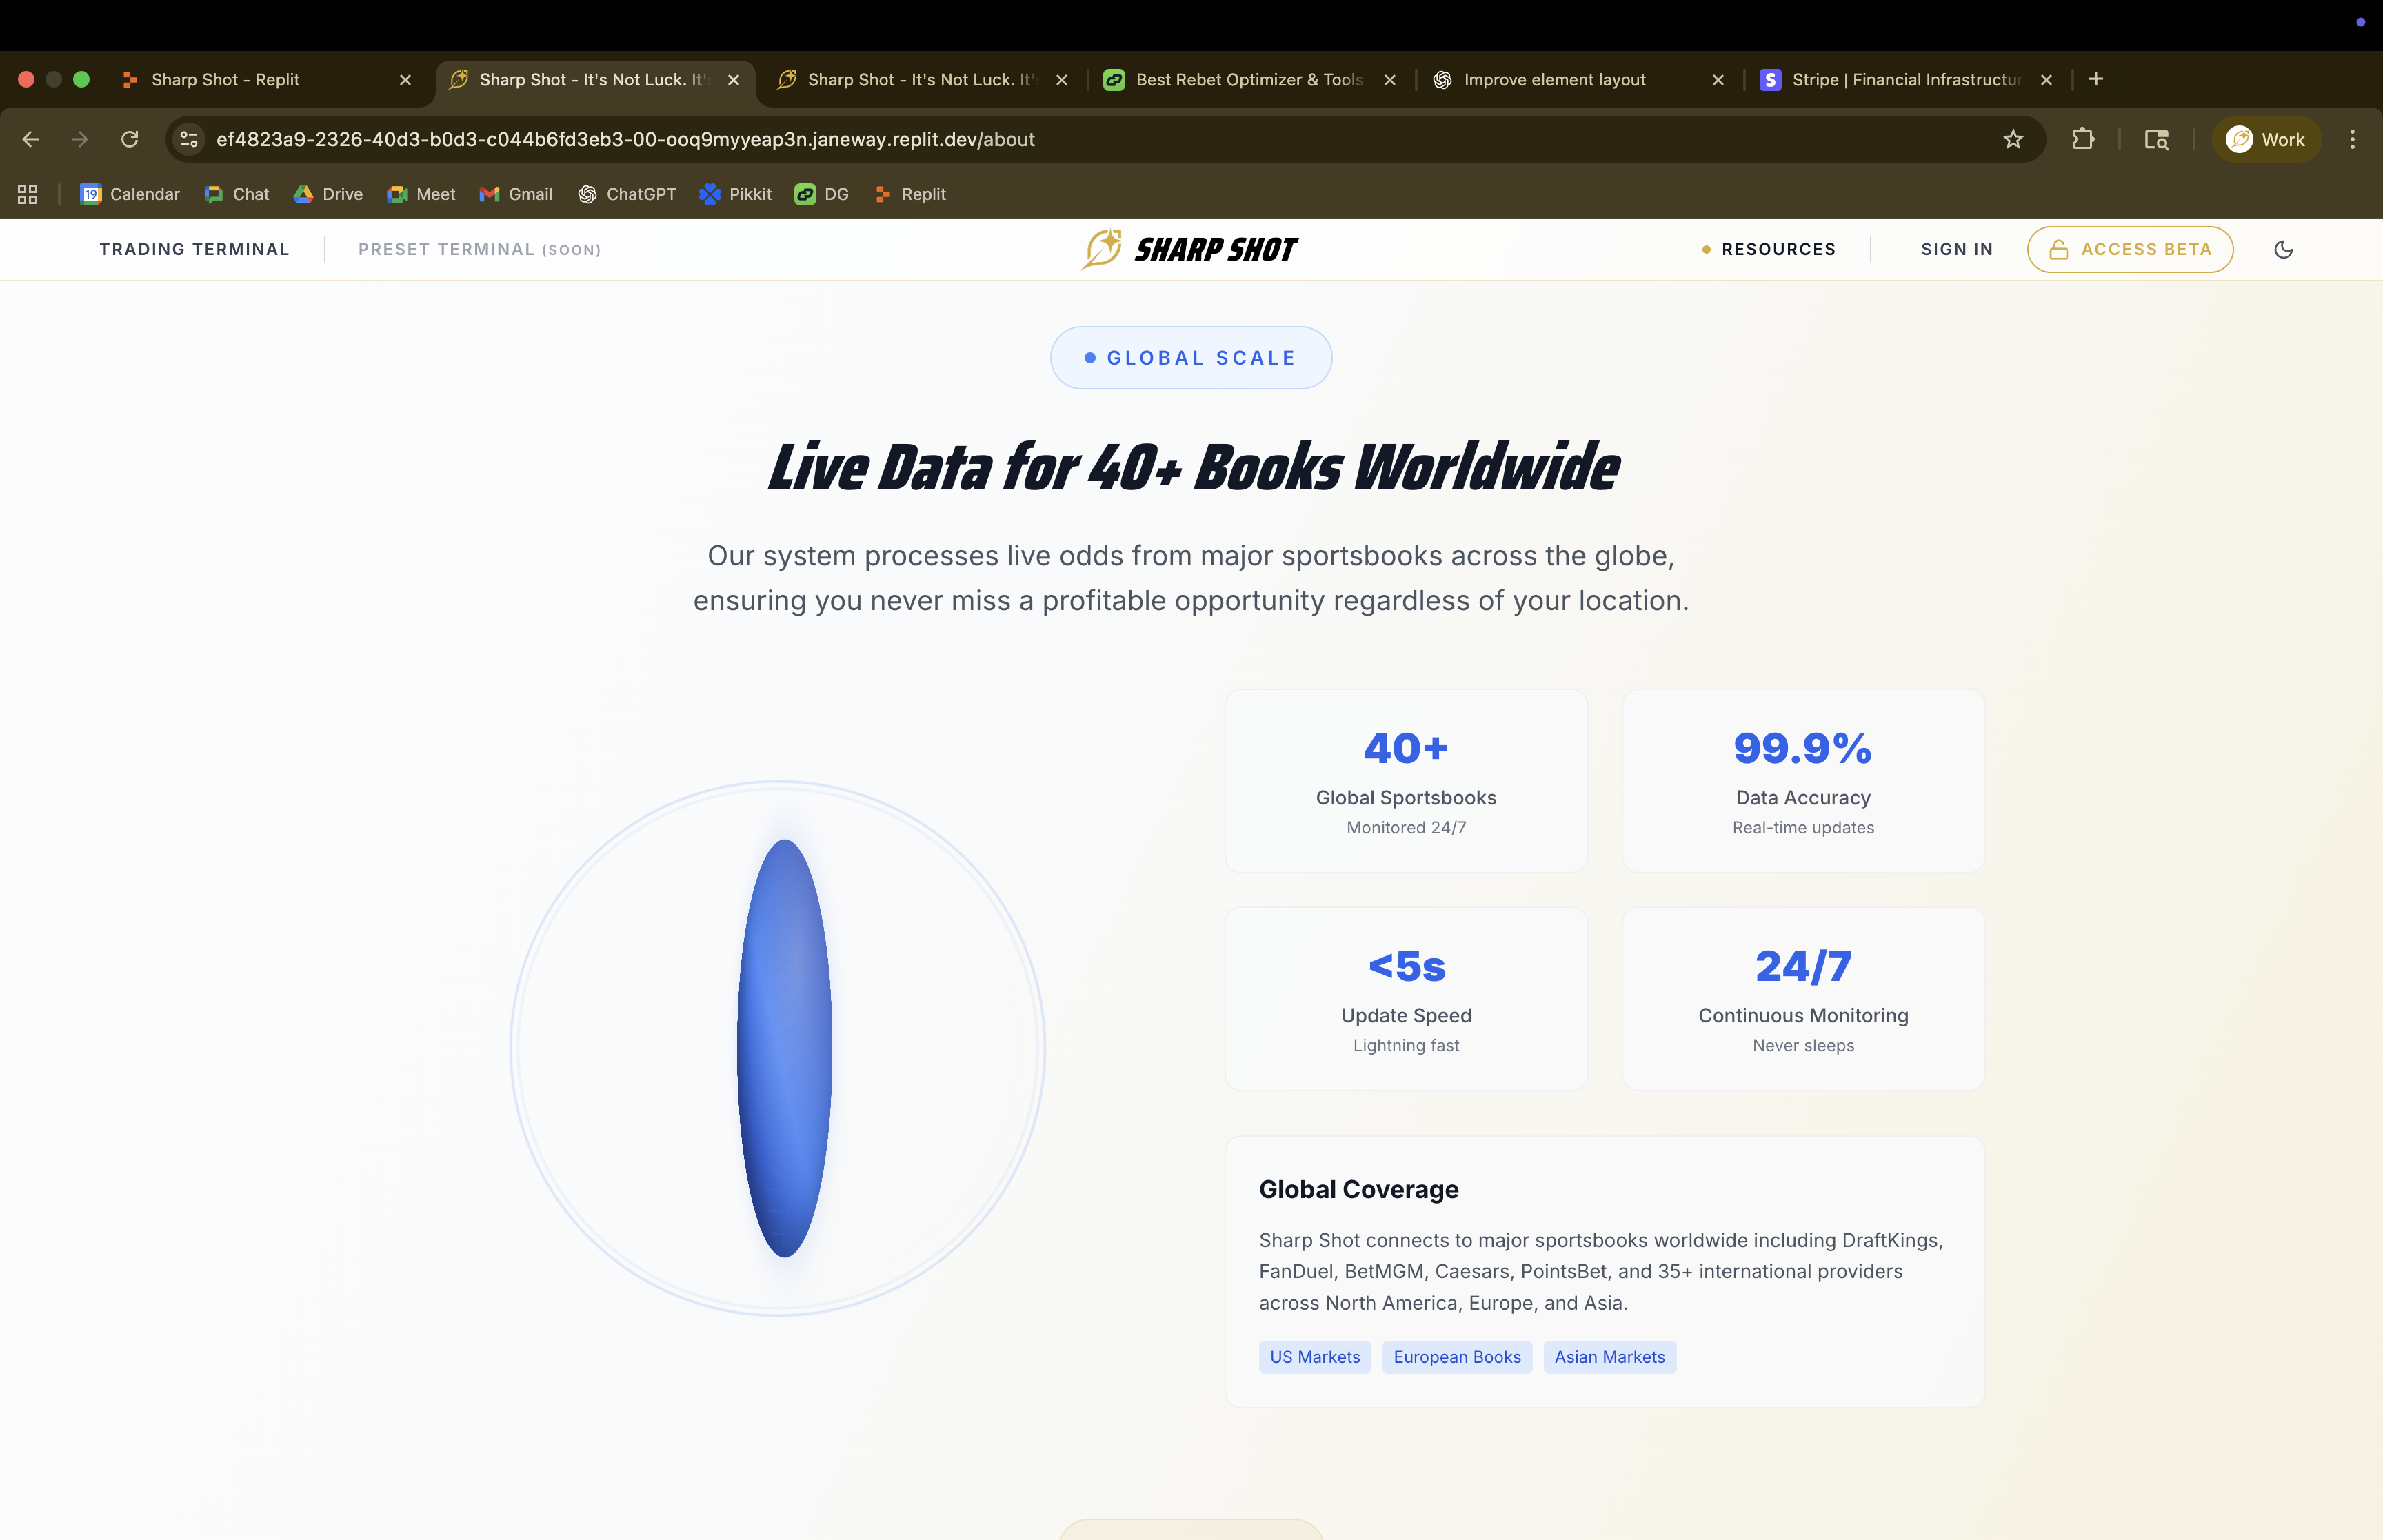 Sharp Shot - Replit
Sharp Shot - It's Not Luck. It's
Sharp Shot - It's Not Luck. It's
Best Rebet Optimizer & Tools
Improve element layout
Stripe | Financial Infrastructur
ef4823a9-2326-40d3-b0d3-c044b6fd3eb3-00-ooq9myyeap3n.janeway.replit.dev/about
Work
19
Calendar
Chat
Drive
Meet
Gmail
ChatGPT
Pikkit
DG
Replit
TRADING TERMINAL
PRESET TERMINAL (SOON)
SHARP SHOT
RESOURCES
SIGN IN
ACCESS BETA
GLOBAL SCALE
Live Data for 40+ Books Worldwide
Our system processes live odds from major sportsbooks across the globe,
ensuring you never miss a profitable opportunity regardless of your location.
40+
Global Sportsbooks
Monitored 24/7
99.9%
Data Accuracy
Real-time updates
<5s
Update Speed
Lightning fast
24/7
Continuous Monitoring
Never sleeps
Global Coverage
Sharp Shot connects to major sportsbooks worldwide including DraftKings,
FanDuel, BetMGM, Caesars, PointsBet, and 35+ international providers
across North America, Europe, and Asia.
US Markets
European Books
Asian Markets